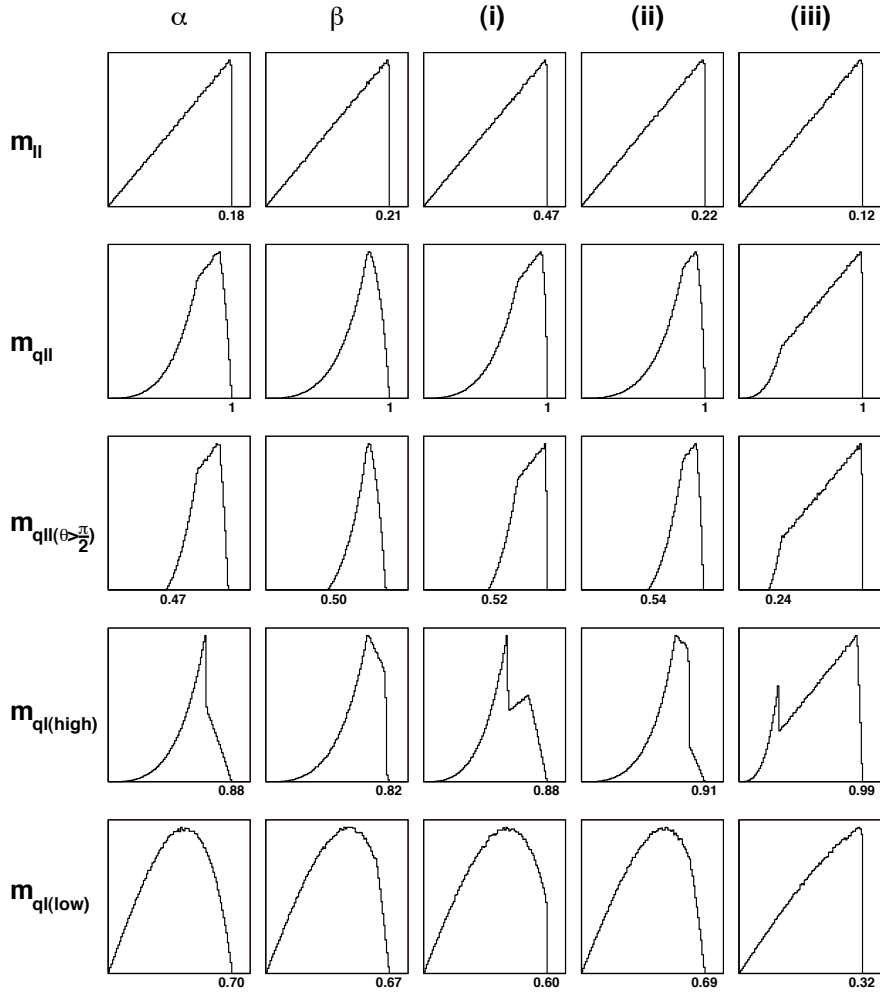 α β (i) (ii) (iii)
m_ll
0.18 0.21 0.47 0.22 0.12
m_qll
1 1 1 1 1
m_qll(θ>π/2)
0.47 0.50 0.52 0.54 0.24
m_ql(high)
0.88 0.82 0.88 0.91 0.99
m_ql(low)
0.70 0.67 0.60 0.69 0.32